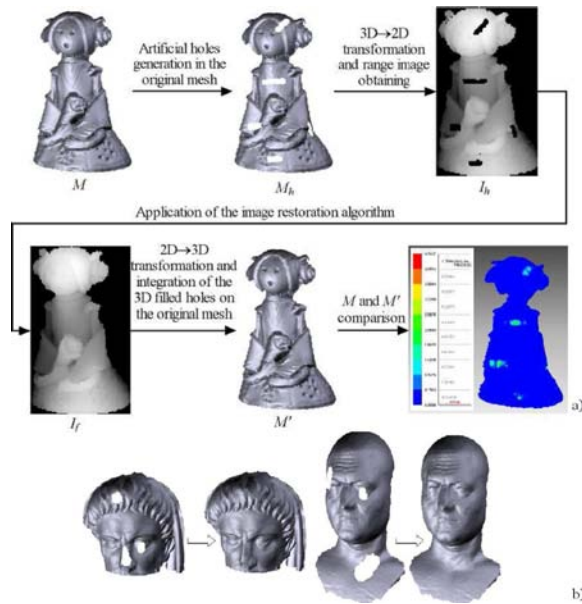 Artificial holes
generation in the
original mesh
3D→2D
transformation
and range image
obtaining
M
M_h
I_h
Application of the image restoration algorithm
2D→3D
transformation and
integration of the
3D filled holes on
the original mesh
M and M'
comparison
a)
I_f
M'
b)